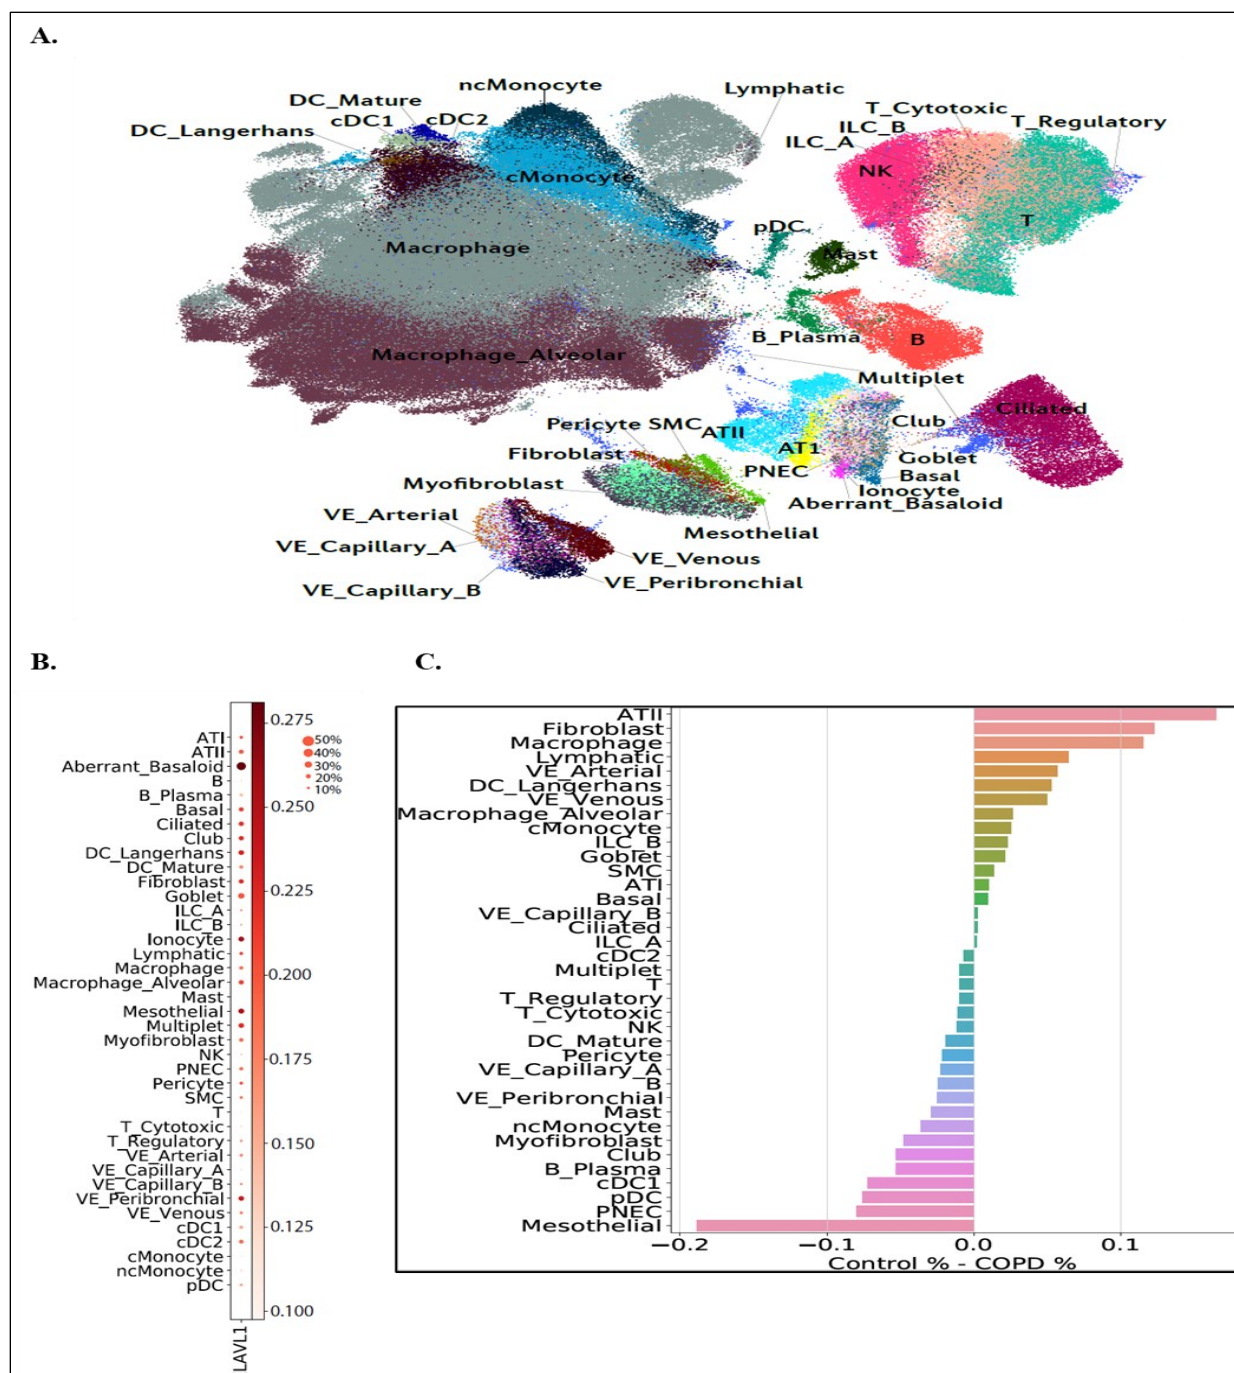 A.
ncMonocyte
Lymphatic
DC_Mature
T_Cytotoxic
cDC1
cDC2
ILC_B
T_Regulatory
DC_Langerhans
ILC_A
NK
cMonocyte
T
pDC
Macrophage
Mast
B_Plasma
B
Macrophage_Alveolar
Multiplet
Ciliated
Pericyte SMC
ATII
Club
Fibroblast
AT1
Goblet
PNEC
Basal
Myofibroblast
Ionocyte
Aberrant_Basaloid
VE_Arterial
Mesothelial
VE_Capillary_A
VE_Venous
VE_Capillary_B
VE_Peribronchial
B.
ATI
ATII
Aberrant_Basaloid
B
B_Plasma
Basal
Ciliated
Club
DC_Langerhans
DC_Mature
Fibroblast
Goblet
ILC_A
ILC_B
Ionocyte
Lymphatic
Macrophage
Macrophage_Alveolar
Mast
Mesothelial
Multiplet
Myofibroblast
NK
PNEC
Pericyte
SMC
T
T_Cytotoxic
T_Regulatory
VE_Arterial
VE_Capillary_A
VE_Capillary_B
VE_Peribronchial
VE_Venous
cDC1
cDC2
cMonocyte
ncMonocyte
pDC
LAVL1
0.275
0.250
0.225
0.200
0.175
0.150
0.125
0.100
50%
40%
30%
20%
10%
C.
ATII
Fibroblast
Macrophage
Lymphatic
VE_Arterial
DC_Langerhans
VE_Venous
Macrophage_Alveolar
cMonocyte
ILC_B
Goblet
SMC
ATI
Basal
VE_Capillary_B
Ciliated
ILC_A
cDC2
Multiplet
T
T_Regulatory
T_Cytotoxic
NK
DC_Mature
Pericyte
VE_Capillary_A
B
VE_Peribronchial
Mast
ncMonocyte
Myofibroblast
Club
B_Plasma
cDC1
pDC
PNEC
Mesothelial
−0.2 −0.1 0.0 0.1
Control % - COPD %